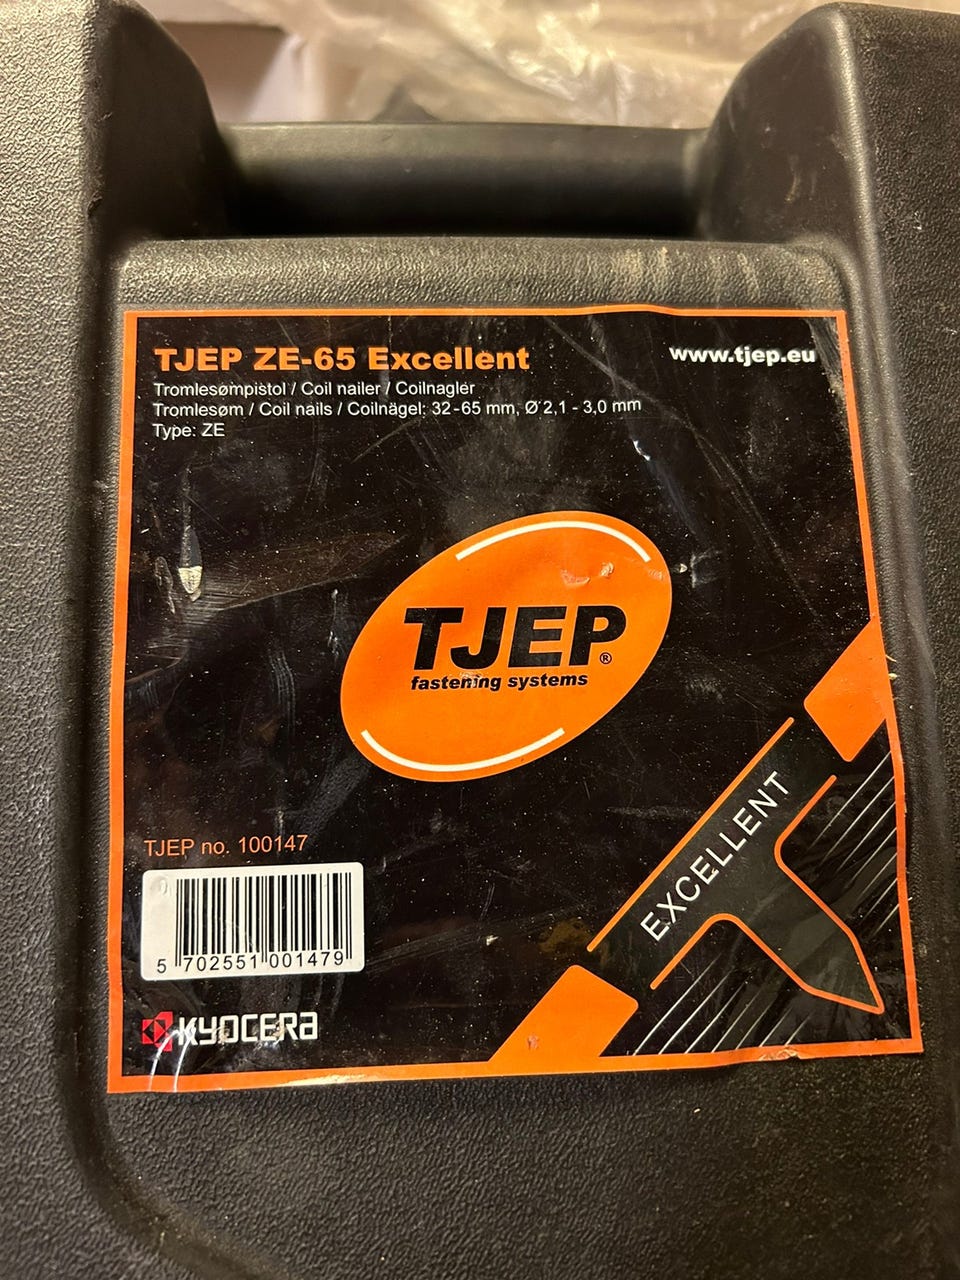 TJEP ZE-65 Excellent
www.tjep.eu
Tromlesømpistol / Coil nailer / Coilnagler
Tromlesøm / Coil nails / Coilnägel: 32-65 mm, Ø 2,1 - 3,0 mm
Type: ZE
TJEP®
fastening systems
EXCELLENT
TJEP no. 100147
5 702551 001479
KYOCERA